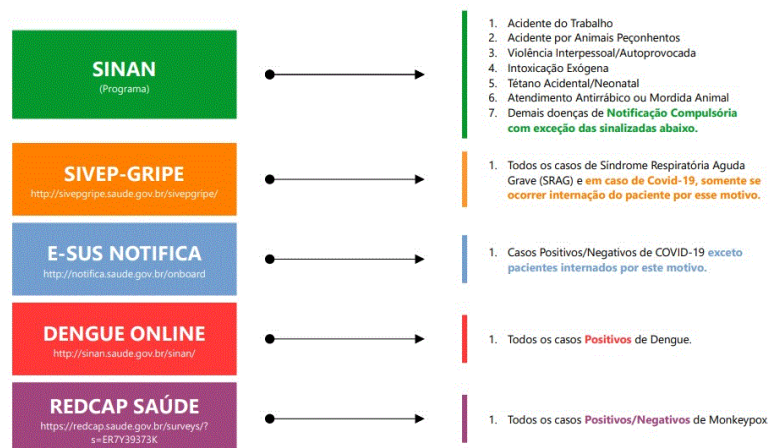 SINAN
(Programa)
1. Acidente do Trabalho
2. Acidente por Animais Peçonhentos
3. Violência Interpessoal/Autoprovocada
4. Intoxicação Exógena
5. Tétano Acidental/Neonatal
6. Atendimento Antirrábico ou Mordida Animal
7. Demais doenças de Notificação Compulsória
com exceção das sinalizadas abaixo.
SIVEP-GRIPE
http://sivepgripe.saude.gov.br/sivepgripe/
1. Todos os casos de Síndrome Respiratória Aguda
Grave (SRAG) e em caso de Covid-19, somente se
ocorrer internação do paciente por esse motivo.
E-SUS NOTIFICA
http://notifica.saude.gov.br/onboard
1. Casos Positivos/Negativos de COVID-19 exceto
pacientes internados por este motivo.
DENGUE ONLINE
http://sinan.saude.gov.br/sinan/
1. Todos os casos Positivos de Dengue.
REDCAP SAÚDE
https://redcap.saude.gov.br/surveys/?
s=ER7Y39373K
1. Todos os casos Positivos/Negativos de Monkeypox